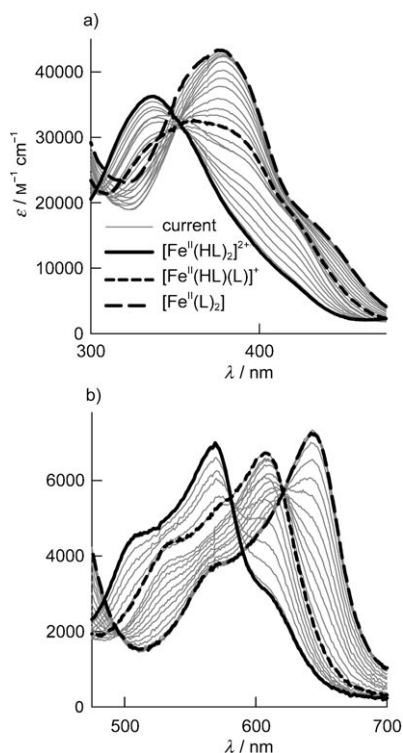 a)
40000
30000
20000
10000
0
ε / M⁻¹ cm⁻¹
current
[Feᴵᴵ(HL)₂]²⁺
[Feᴵᴵ(HL)(L)]⁺
[Feᴵᴵ(L)₂]
300 400
λ / nm
b)
6000
4000
2000
0
500 600 700
λ / nm